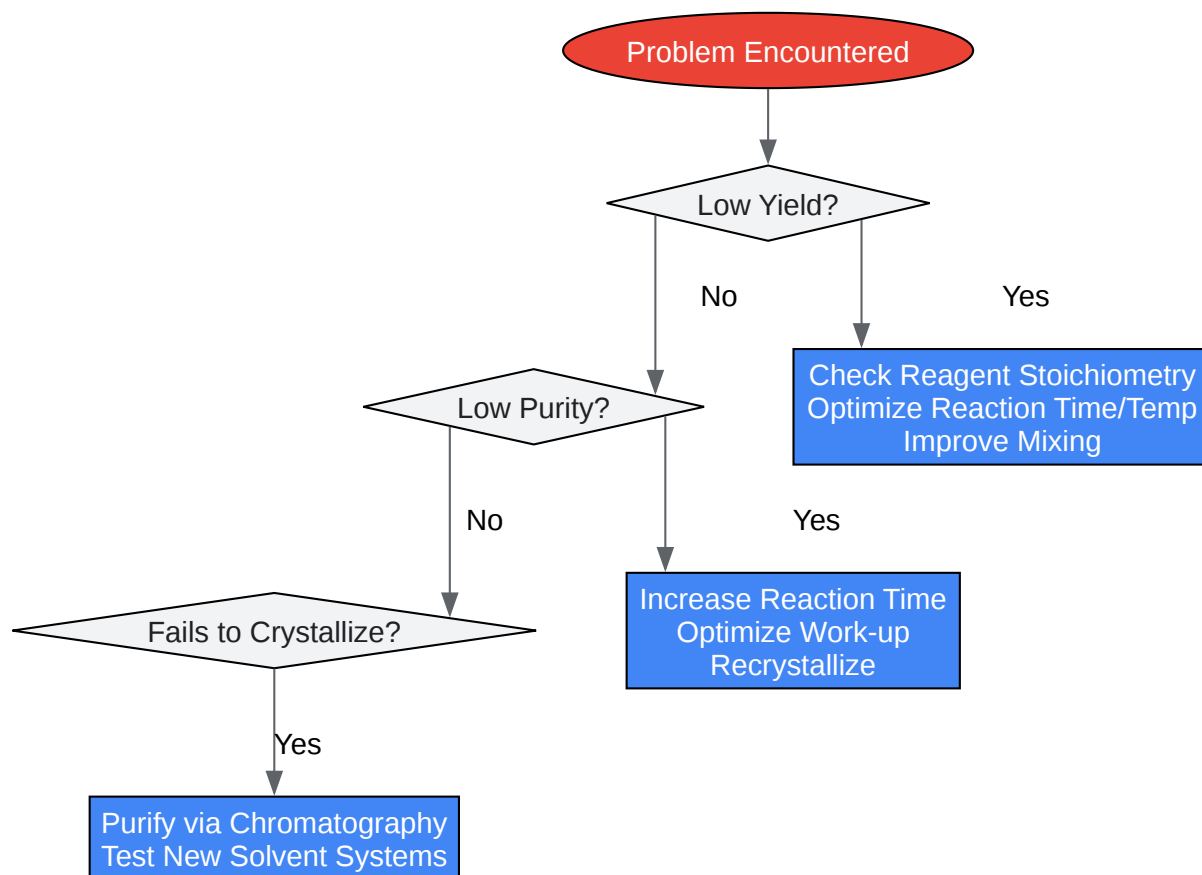 Problem Encountered
Low Yield?
No
Yes
Check Reagent Stoichiometry
Optimize Reaction Time/Temp
Improve Mixing
Low Purity?
No
Yes
Increase Reaction Time
Optimize Work-up
Recrystallize
Fails to Crystallize?
Yes
Purify via Chromatography
Test New Solvent Systems